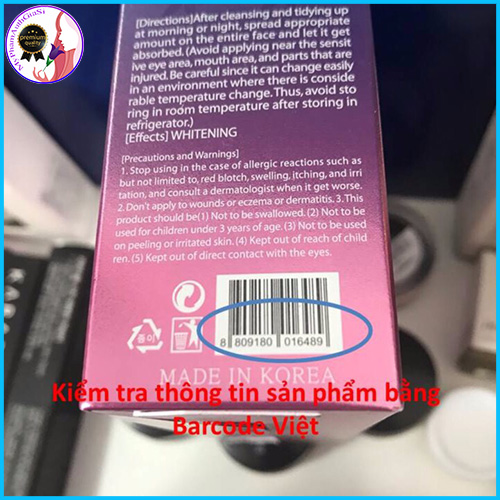 MyPhamAnhGuaSi
premium
quality
[Directions]After cleansing and tidying up
at morning or night, spread appropriate
amount on the entire face and let it get
absorbed. (Avoid applying near the sensit
ive eye area, mouth area, and parts that are
injured. Be careful since it can change easily
in an environment where there is conside
rable temperature change. Thus, avoid sto
ring in room temperature after storing in
refrigerator.)
[Effects] WHITENING
[Precautions and Warnings]
1. Stop using in the case of allergic reactions such as
but not limited to, red blotch, swelling, itching, and irri
tation, and consult a dermatologist when it get worse.
2. Don't apply to wounds or eczema or dermatitis. 3. This
product should be(1) Not to be swallowed. (2) Not to be
used for children under 3 years of age. (3) Not to be used
on peeling or irritated skin. (4) Kept out of reach of child
ren. (5) Kept out of direct contact with the eyes.
8 809180 016489
MADE IN KOREA
Kiểm tra thông tin sản phẩm bằng
Barcode Việt